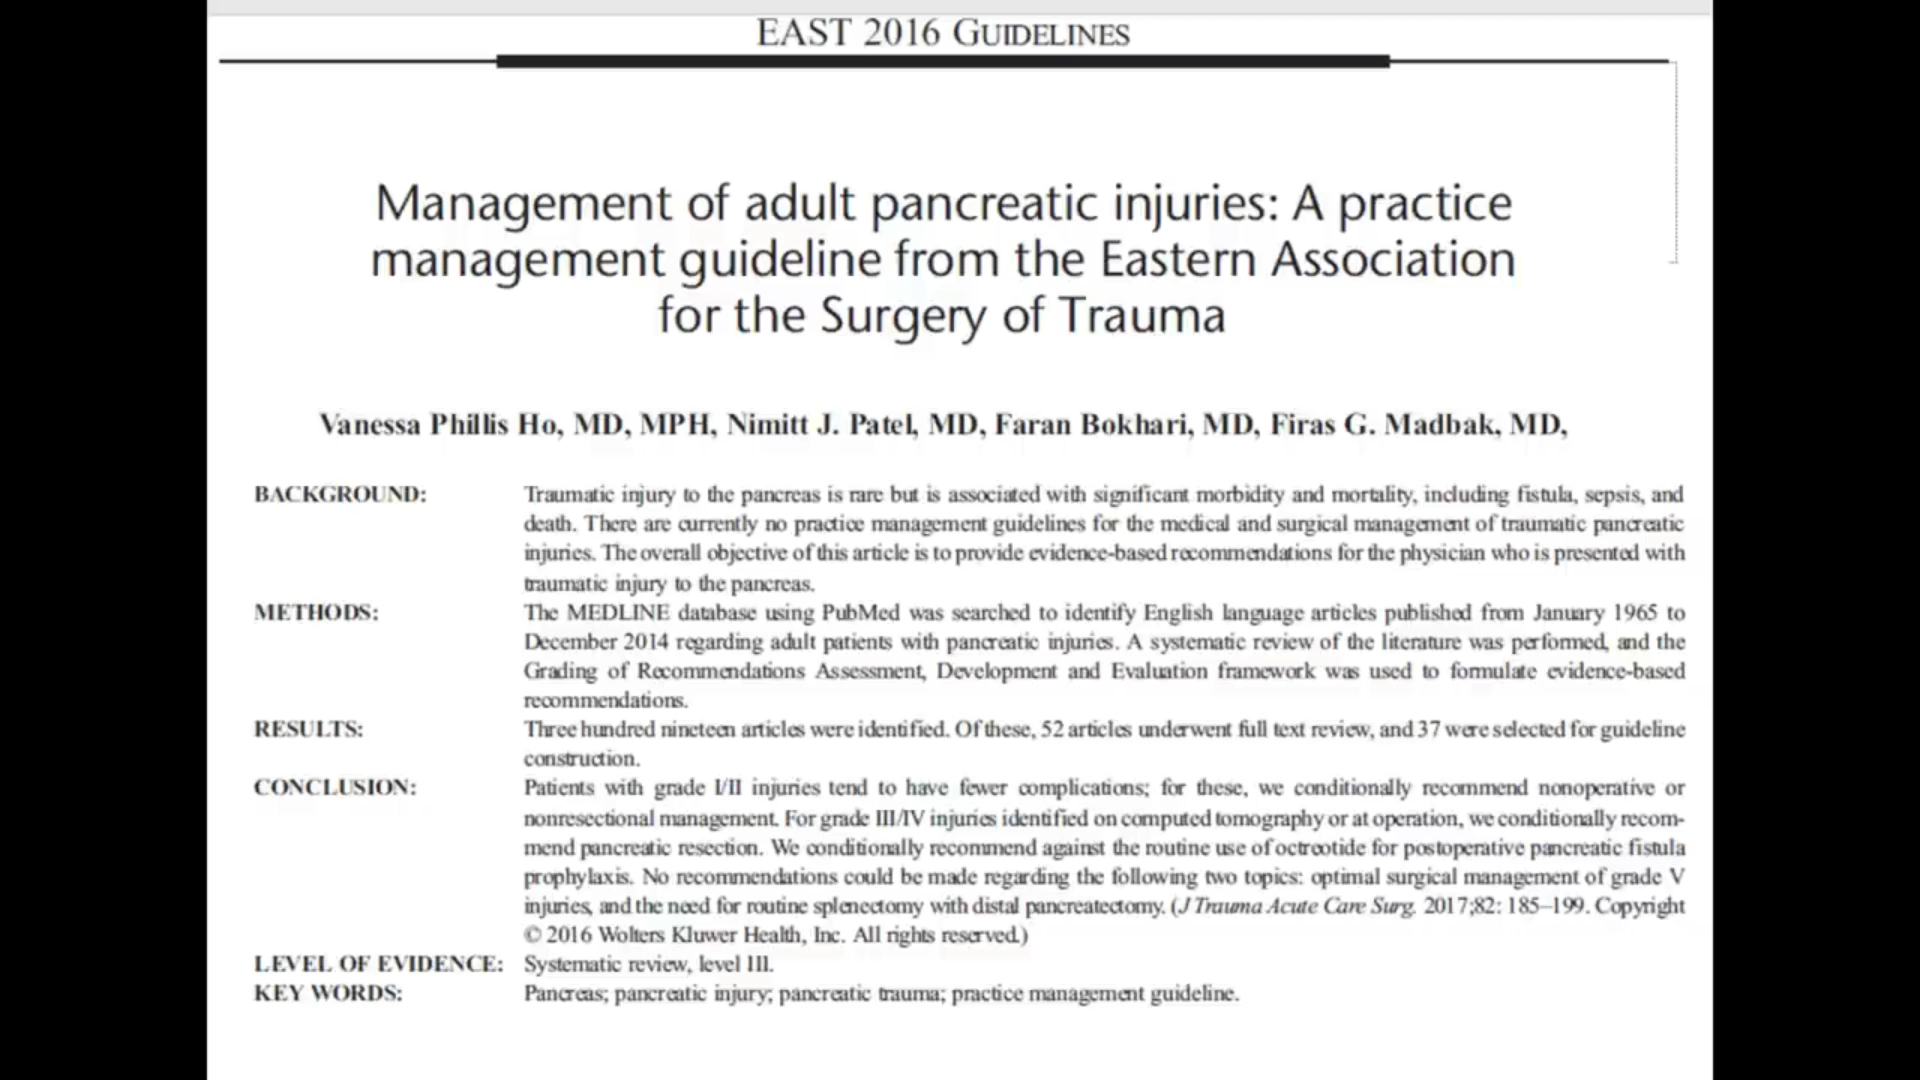 EAST 2016 GUIDELINES
Management of adult pancreatic injuries: A practice
management guideline from the Eastern Association
for the Surgery of Trauma
Vanessa Phillis Ho, MD, MPH, Nimitt J. Patel, MD, Faran Bokhari, MD, Firas G. Madbak, MD,
BACKGROUND: Traumatic injury to the pancreas is rare but is associated with significant morbidity and mortality, including fistula, sepsis, and
death. There are currently no practice management guidelines for the medical and surgical management of traumatic pancreatic
injuries. The overall objective of this article is to provide evidence-based recommendations for the physician who is presented with
traumatic injury to the pancreas.
METHODS: The MEDLINE database using PubMed was searched to identify English language articles published from January 1965 to
December 2014 regarding adult patients with pancreatic injuries. A systematic review of the literature was performed, and the
Grading of Recommendations Assessment, Development and Evaluation framework was used to formulate evidence-based
recommendations.
RESULTS: Three hundred nineteen articles were identified. Of these, 52 articles underwent full text review, and 37 were selected for guideline
construction.
CONCLUSION: Patients with grade I/II injuries tend to have fewer complications; for these, we conditionally recommend nonoperative or
nonresectional management. For grade III/IV injuries identified on computed tomography or at operation, we conditionally recom-
mend pancreatic resection. We conditionally recommend against the routine use of octreotide for postoperative pancreatic fistula
prophylaxis. No recommendations could be made regarding the following two topics: optimal surgical management of grade V
injuries, and the need for routine splenectomy with distal pancreatectomy. (J Trauma Acute Care Surg. 2017;82: 185–199. Copyright
© 2016 Wolters Kluwer Health, Inc. All rights reserved.)
LEVEL OF EVIDENCE: Systematic review, level III.
KEY WORDS: Pancreas; pancreatic injury; pancreatic trauma; practice management guideline.